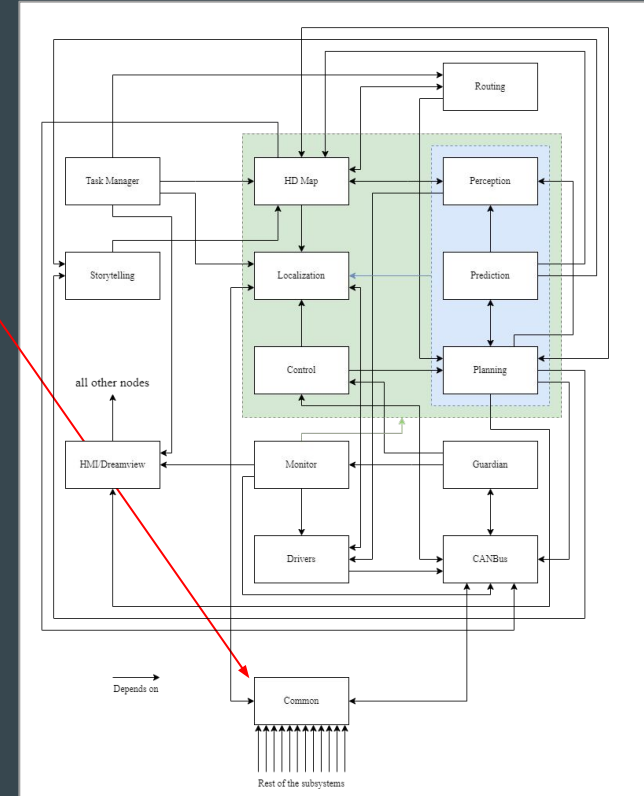 Routing
Task Manager
HD Map
Perception
Storytelling
Localization
Prediction
Control
Planning
all other nodes
HMI/Dreamview
Monitor
Guardian
Drivers
CANBus
Depends on
Common
Rest of the subsystems